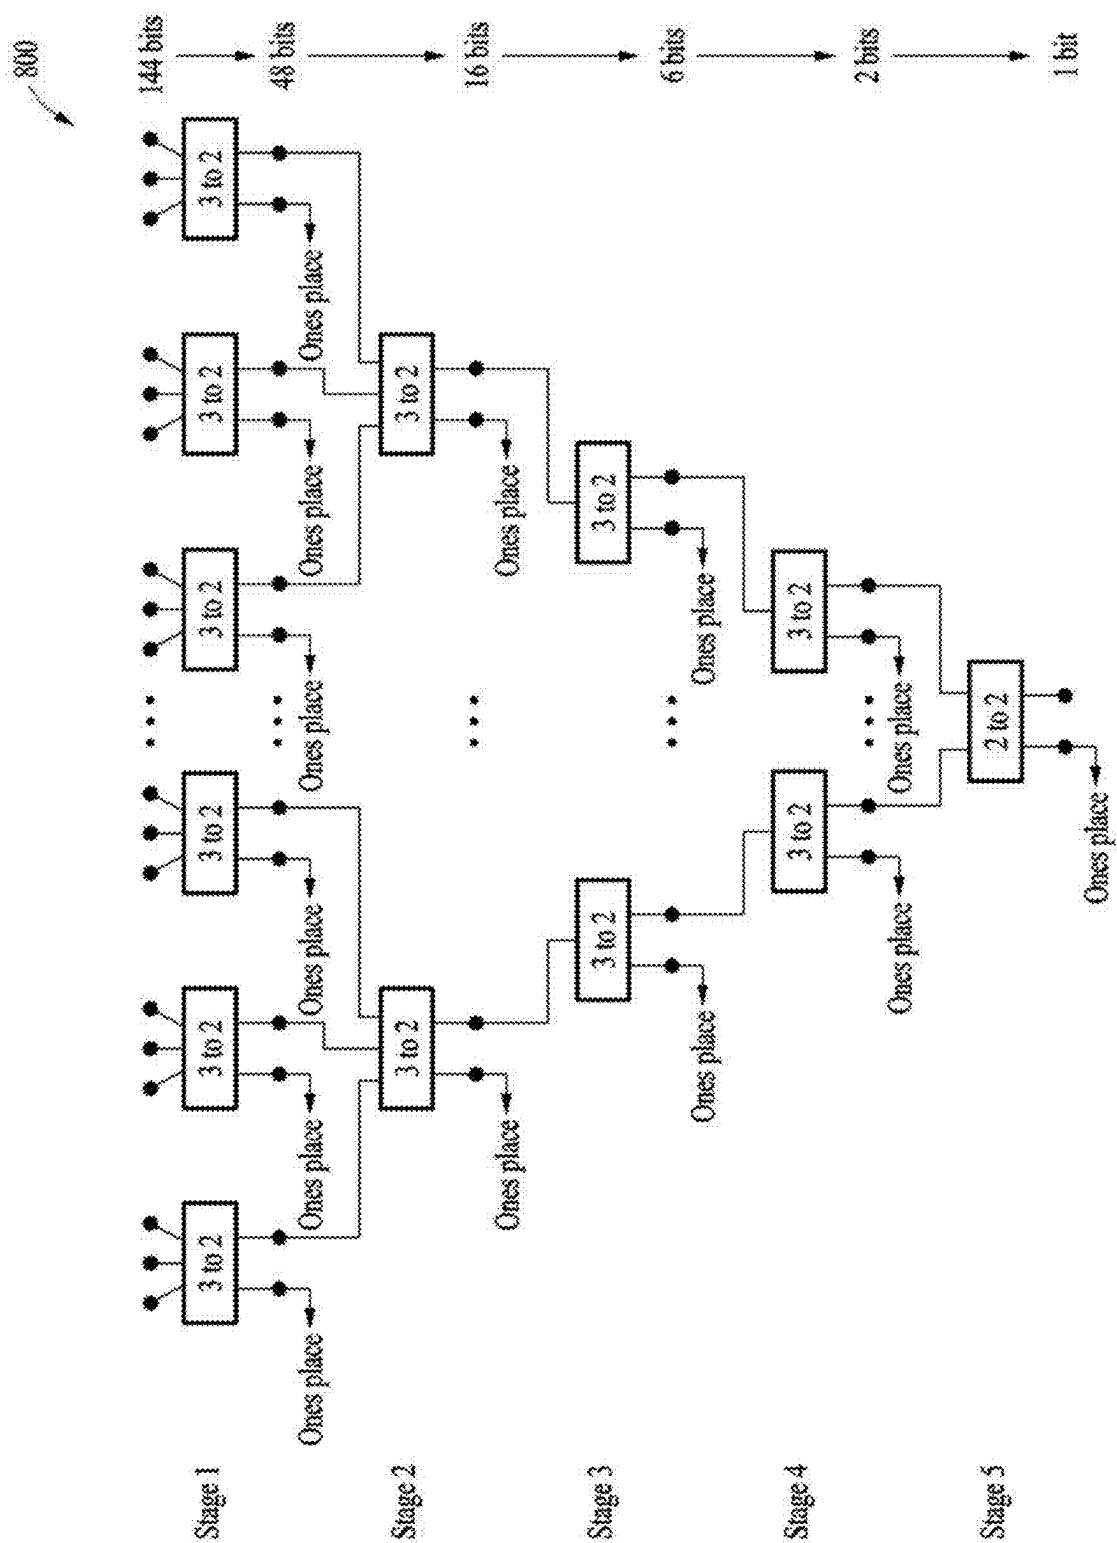 800
144 bits
Stage 1
3 to 2
3 to 2
3 to 2
3 to 2
3 to 2
3 to 2
48 bits
Ones place
Ones place
Ones place
Ones place
Ones place
Ones place
Stage 2
3 to 2
3 to 2
16 bits
Ones place
Ones place
Stage 3
3 to 2
3 to 2
6 bits
Ones place
Ones place
Stage 4
3 to 2
3 to 2
2 bits
Ones place
Ones place
Stage 5
2 to 2
1 bit
Ones place